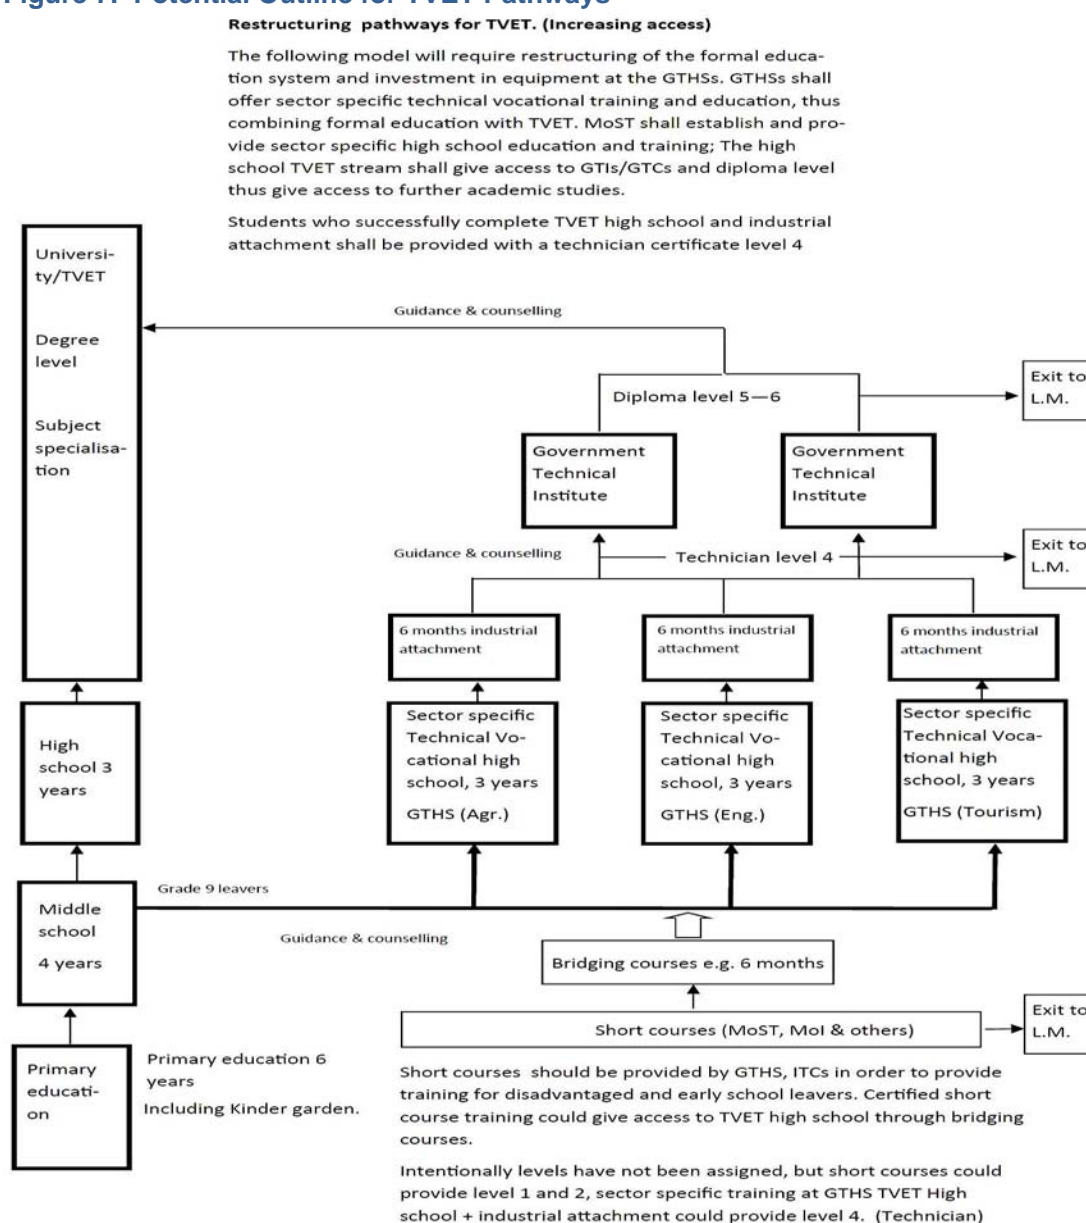 Figure 7: Potential Outline for TVET Pathways
Restructuring pathways for TVET. (Increasing access)
The following model will require restructuring of the formal educa-
tion system and investment in equipment at the GTHSs. GTHSs shall
offer sector specific technical vocational training and education, thus
combining formal education with TVET. MoST shall establish and pro-
vide sector specific high school education and training; The high
school TVET stream shall give access to GTIs/GTCs and diploma level
thus give access to further academic studies.
Students who successfully complete TVET high school and industrial
attachment shall be provided with a technician certificate level 4
Universi-
ty/TVET
Degree
level
Subject
specialisa-
tion
Guidance & counselling
Diploma level 5—6
Exit to
L.M.
Government
Technical
Institute
Government
Technical
Institute
Guidance & counselling
Technician level 4
Exit to
L.M.
6 months industrial
attachment
6 months industrial
attachment
6 months industrial
attachment
High
school 3
years
Sector specific
Technical Vo-
cational high
school, 3 years
GTHS (Agr.)
Sector specific
Technical Vo-
cational high
school, 3 years
GTHS (Eng.)
Sector specific
Technical Voca-
tional high
school, 3 years
GTHS (Tourism)
Grade 9 leavers
Middle
school
4 years
Guidance & counselling
Bridging courses e.g. 6 months
Short courses (MoST, MoI & others)
Exit to
L.M.
Primary
educati-
on
Primary education 6
years
Including Kinder garden.
Short courses should be provided by GTHS, ITCs in order to provide
training for disadvantaged and early school leavers. Certified short
course training could give access to TVET high school through bridging
courses.
Intentionally levels have not been assigned, but short courses could
provide level 1 and 2, sector specific training at GTHS TVET High
school + industrial attachment could provide level 4. (Technician)